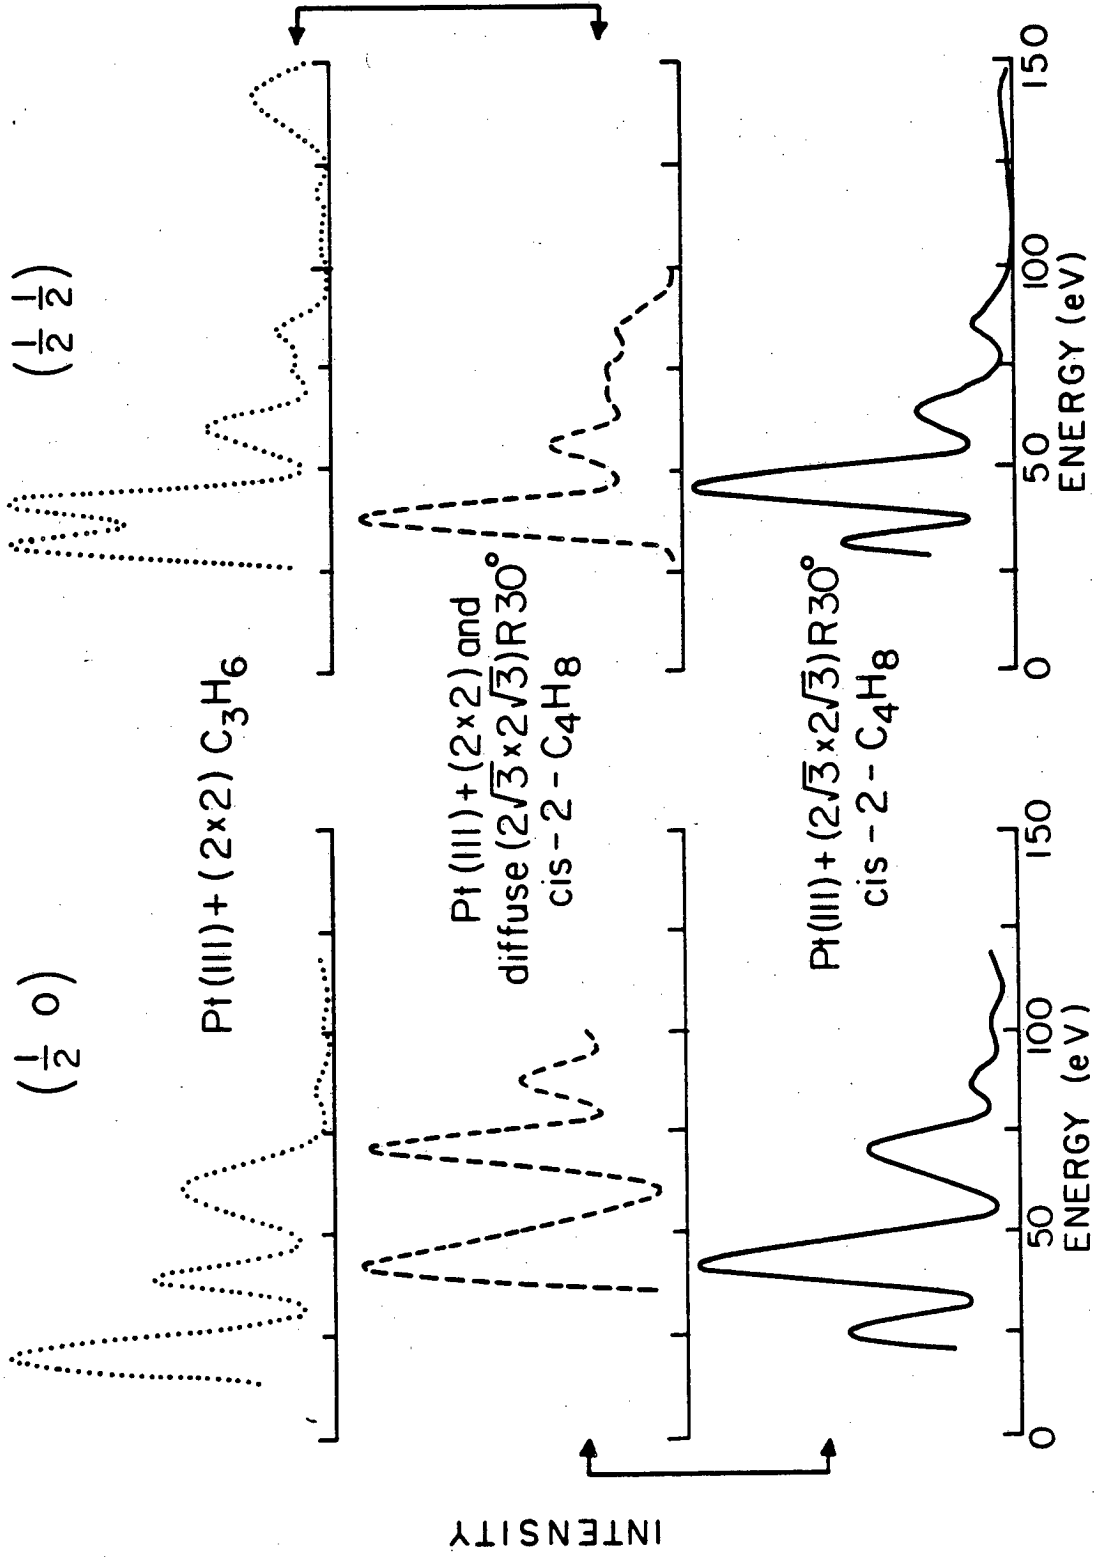 (1/2 0)
(1/2 1/2)
Pt(111)+(2×2) C₃H₆
Pt(111)+(2×2) and
diffuse (2√3×2√3)R30°
cis-2-C₄H₈
Pt(111)+(2√3×2√3)R30°
cis-2-C₄H₈
INTENSITY
0 50 100 150
ENERGY (eV)
0 50 100 150
ENERGY (eV)